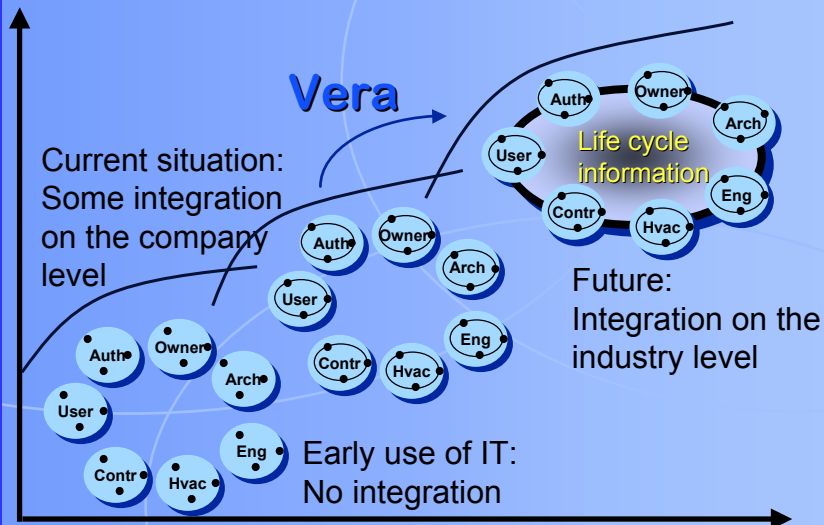 Vera
Current situation:
Some integration
on the company
level
Auth
Owner
Arch
User
Life cycle
information
Eng
Contr
Hvac
Future:
Integration on the
industry level
Auth
Owner
Arch
User
Eng
Contr
Hvac
Auth
Owner
Arch
User
Eng
Contr
Hvac
Early use of IT:
No integration